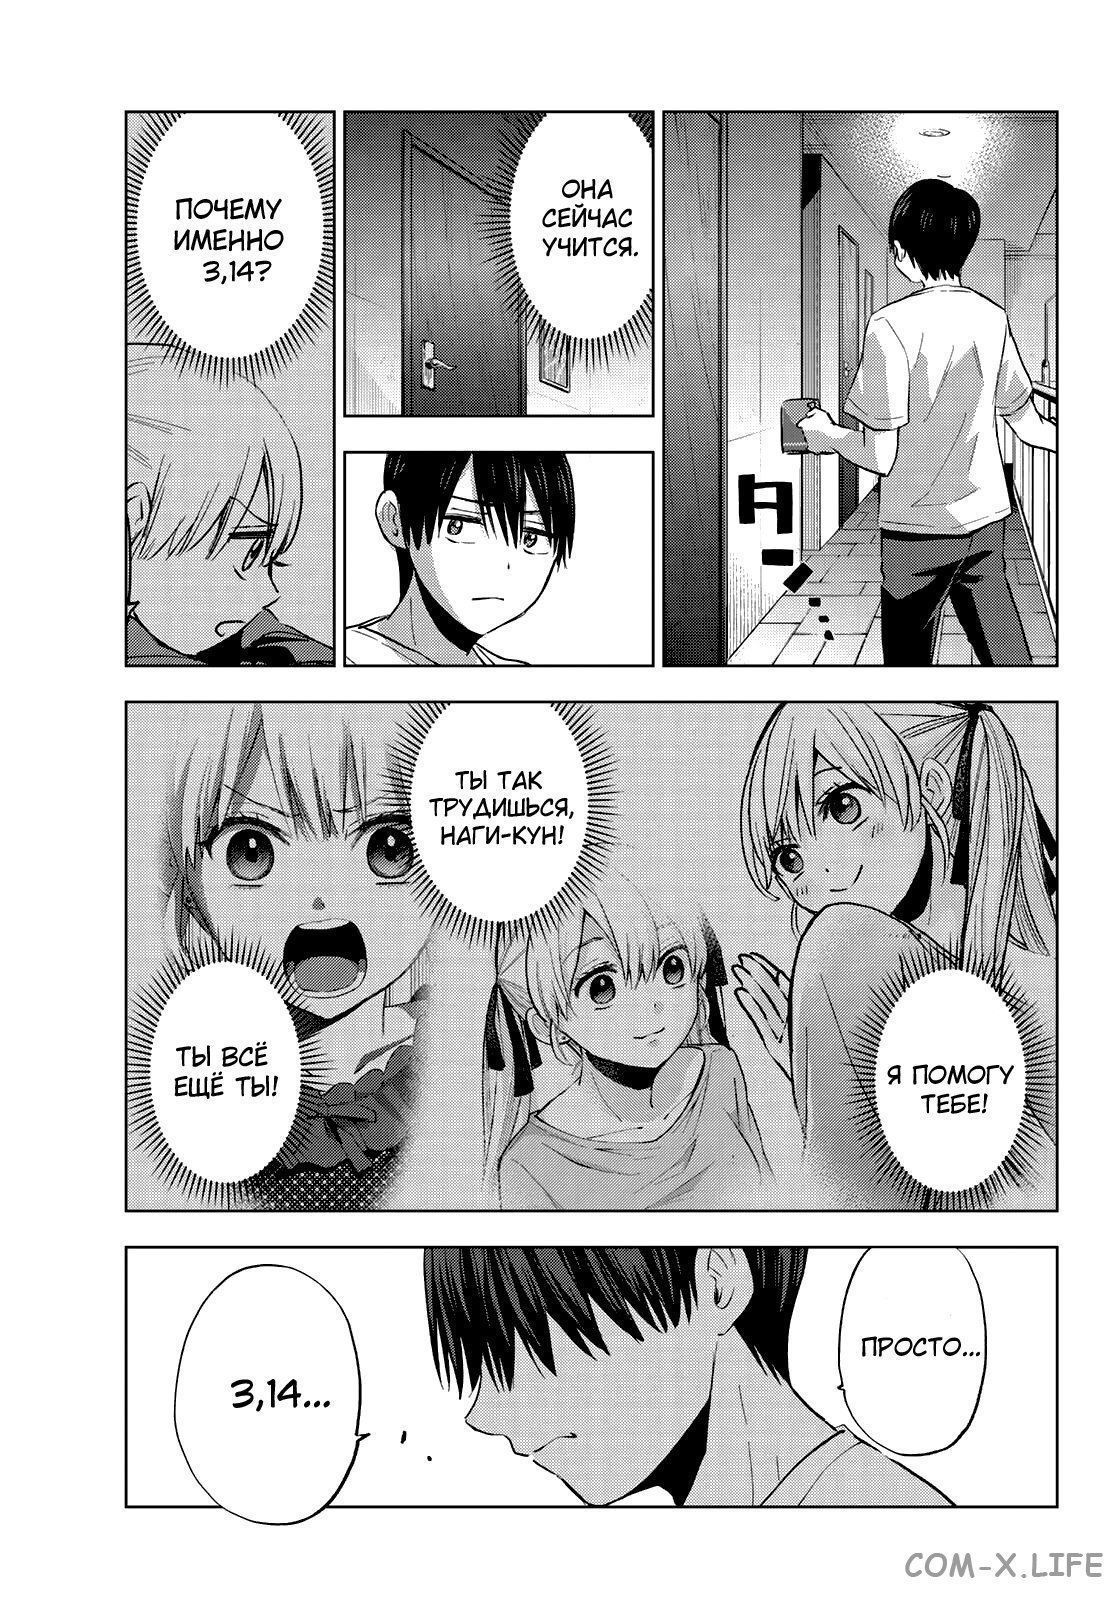 ОНА
СЕЙЧАС
УЧИТСЯ.
ПОЧЕМУ
ИМЕННО
3,14?
タ
Я ПОМОГУ
ТЕБЕ!
ТЫ ТАК
ТРУДИШЬСЯ,
НАГИ-КУН!
ТЫ ВСЁ
ЕЩЁ ТЫ!
ПРОСТО...
3,14...
COM-X.LIFE